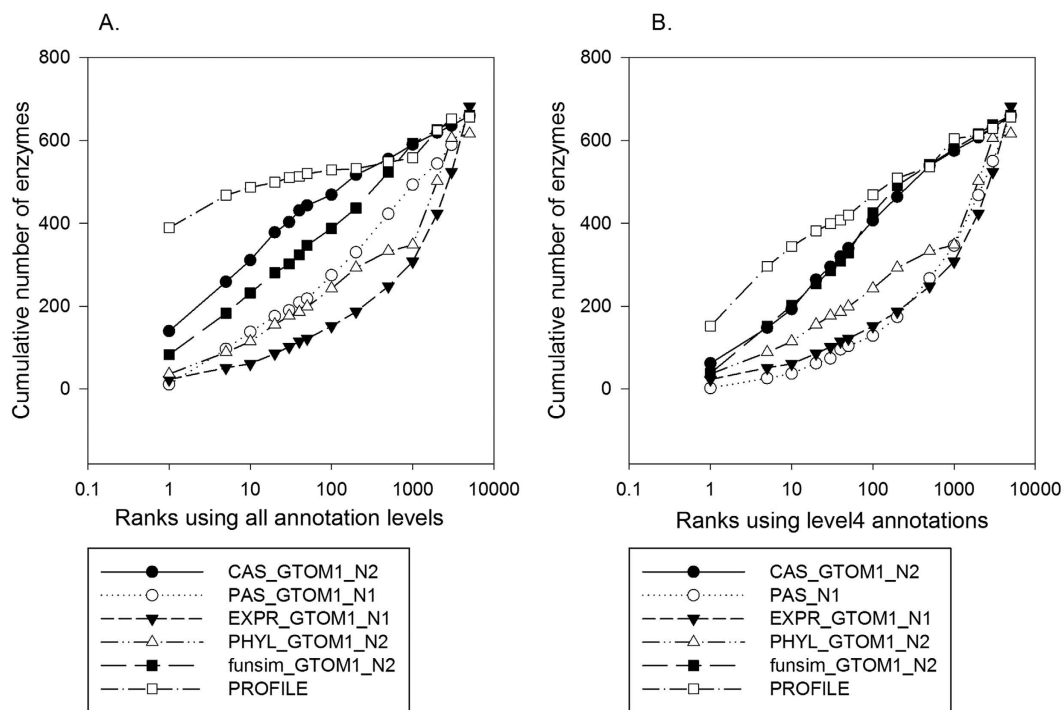 A.
Cumulative number of enzymes
800
600
400
200
0
0.1 1 10 100 1000 10000
Ranks using all annotation levels
CAS_GTOM1_N2
PAS_GTOM1_N1
EXPR_GTOM1_N1
PHYL_GTOM1_N2
funsim_GTOM1_N2
PROFILE
B.
Cumulative number of enzymes
800
600
400
200
0
0.1 1 10 100 1000 10000
Ranks using level4 annotations
CAS_GTOM1_N2
PAS_N1
EXPR_GTOM1_N1
PHYL_GTOM1_N2
funsim_GTOM1_N2
PROFILE